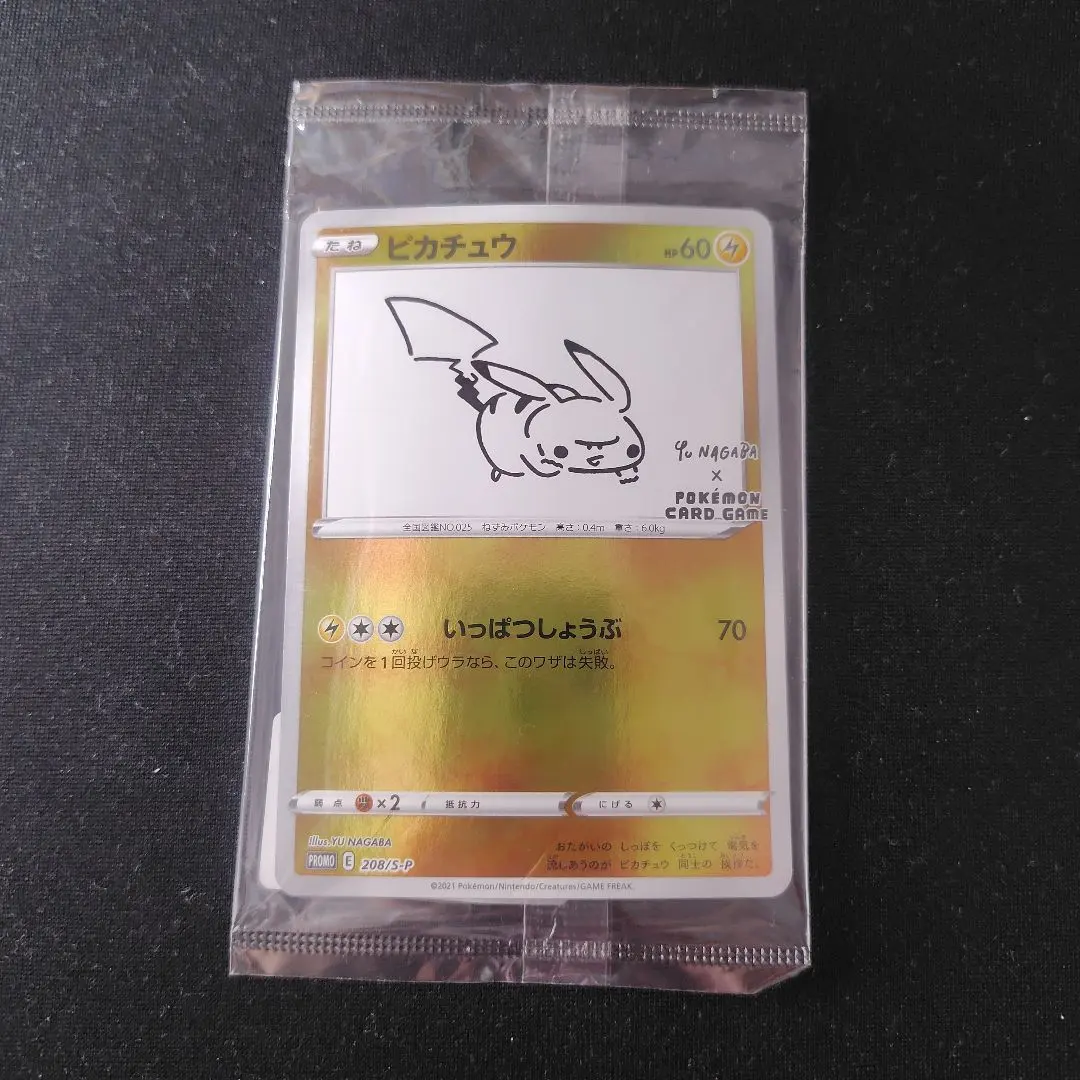 たね ピカチュウ HP60
Yu NAGABA
×
POKÉMON
CARD GAME
全国図鑑NO.025 ねずみポケモン 高さ：0.4m 重さ：6.0kg
いっぱつしょうぶ 70
コインを1回投げウラなら、このワザは失敗。
弱点 ×2 抵抗力 にげる
Illus.YU NAGABA
おたがいの しっぽを くっつけて 電気を
PROMO E 208/S-P
流しあうのが ピカチュウ 同士の 挨拶だ。
©2021 Pokémon/Nintendo/Creatures/GAME FREAK.